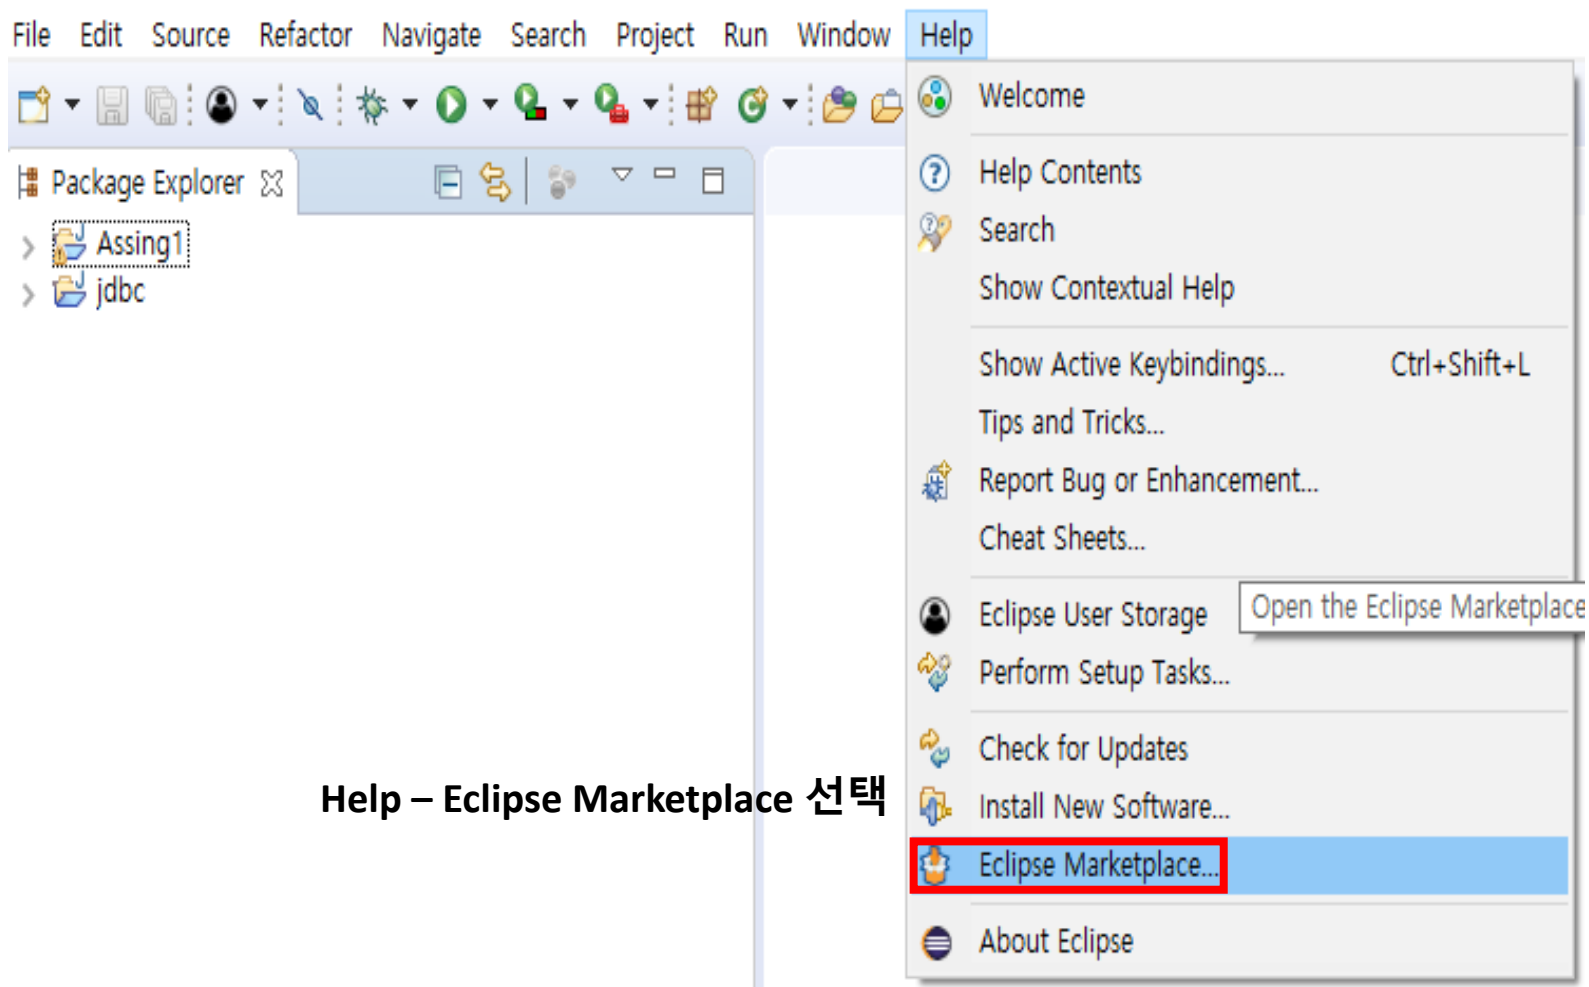 File Edit Source Refactor Navigate Search Project Run Window Help
Package Explorer
Assing1
jdbc
Help – Eclipse Marketplace 선택
Welcome
Help Contents
Search
Show Contextual Help
Show Active Keybindings... Ctrl+Shift+L
Tips and Tricks...
Report Bug or Enhancement...
Cheat Sheets...
Eclipse User Storage
Open the Eclipse Marketplace
Perform Setup Tasks...
Check for Updates
Install New Software...
Eclipse Marketplace...
About Eclipse